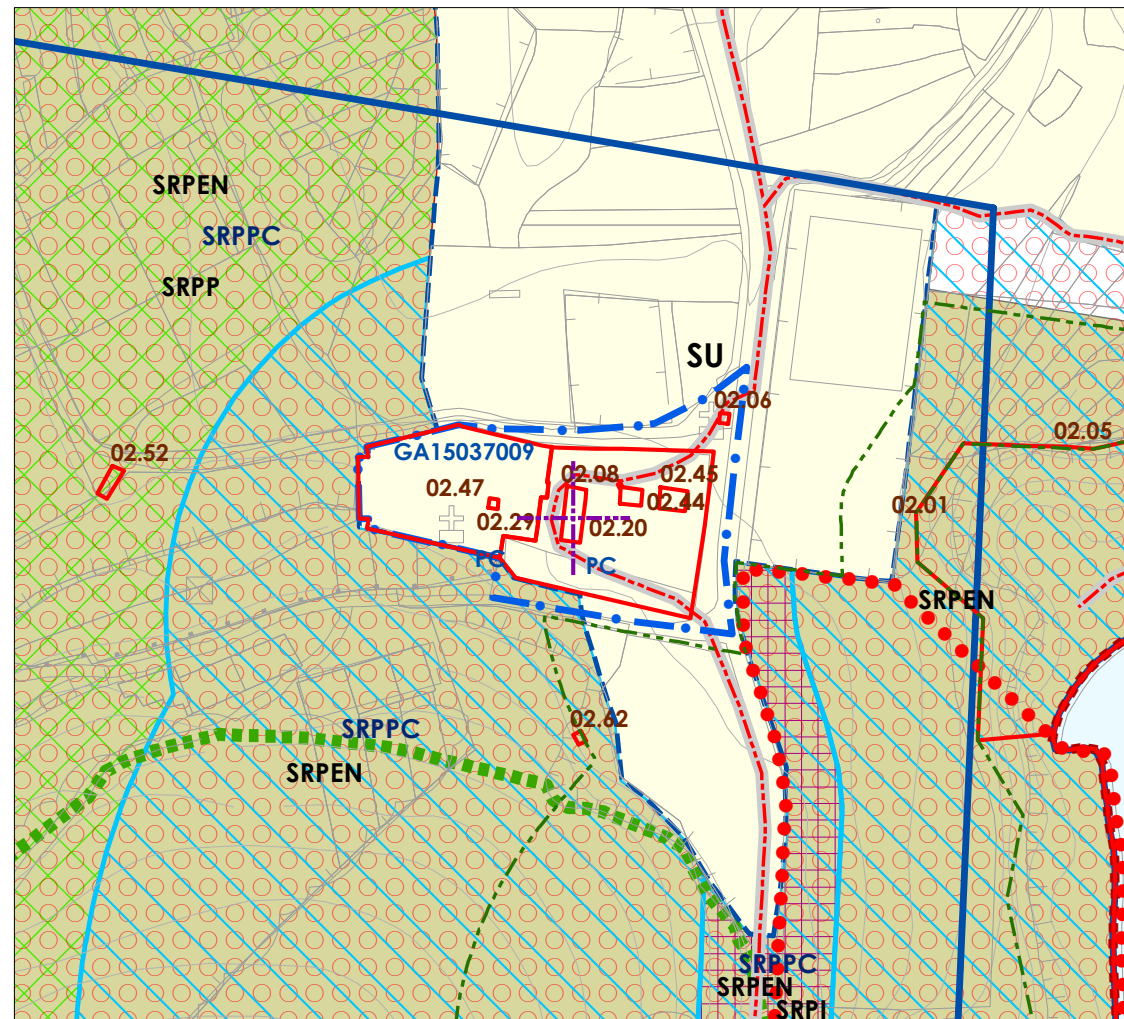 SRPEN
SRPPC
SRPP
SU
02.06
02.05
GA15037009
02.52
02.08
02.45
02.47
02.44
02.01
02.29
02.20
PC
PC
SRPEN
02.62
SRPPC
SRPEN
SRPPC
SRPEN
SRPI